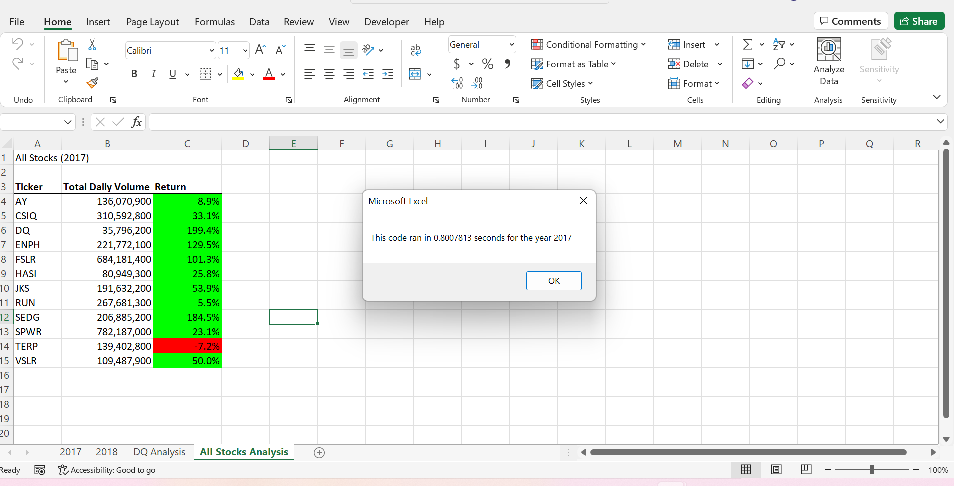 File Home Insert Page Layout Formulas Data Review View Developer Help Comments Share
Calibri 11 A^ A˅ ab General Conditional Formatting Insert Σ
Paste B I U A $ % , Format as Table Delete Analyze Data Sensitivity
Cell Styles Format
Undo Clipboard Font Alignment Number Styles Cells Editing Analysis Sensitivity
fx
A B C D E F G H I J K L M N O P Q R
1 All Stocks (2017)
2
3 Ticker Total Daily Volume Return
4 AY 136,070,900 8.9%
5 CSIQ 310,592,800 33.1%
6 DQ 35,796,200 199.4%
7 ENPH 221,772,100 129.5%
8 FSLR 684,181,400 101.3%
9 HASI 80,949,300 25.8%
10 JKS 191,632,200 53.9%
11 RUN 267,681,300 5.5%
12 SEDG 206,885,200 184.5%
13 SPWR 782,187,000 23.1%
14 TERP 139,402,800 -7.2%
15 VSLR 109,487,900 50.0%
16
17
18
19
20
Microsoft Excel
This code ran in 0.8007813 seconds for the year 2017
OK
2017 2018 DQ Analysis All Stocks Analysis
Ready Accessibility: Good to go 100%